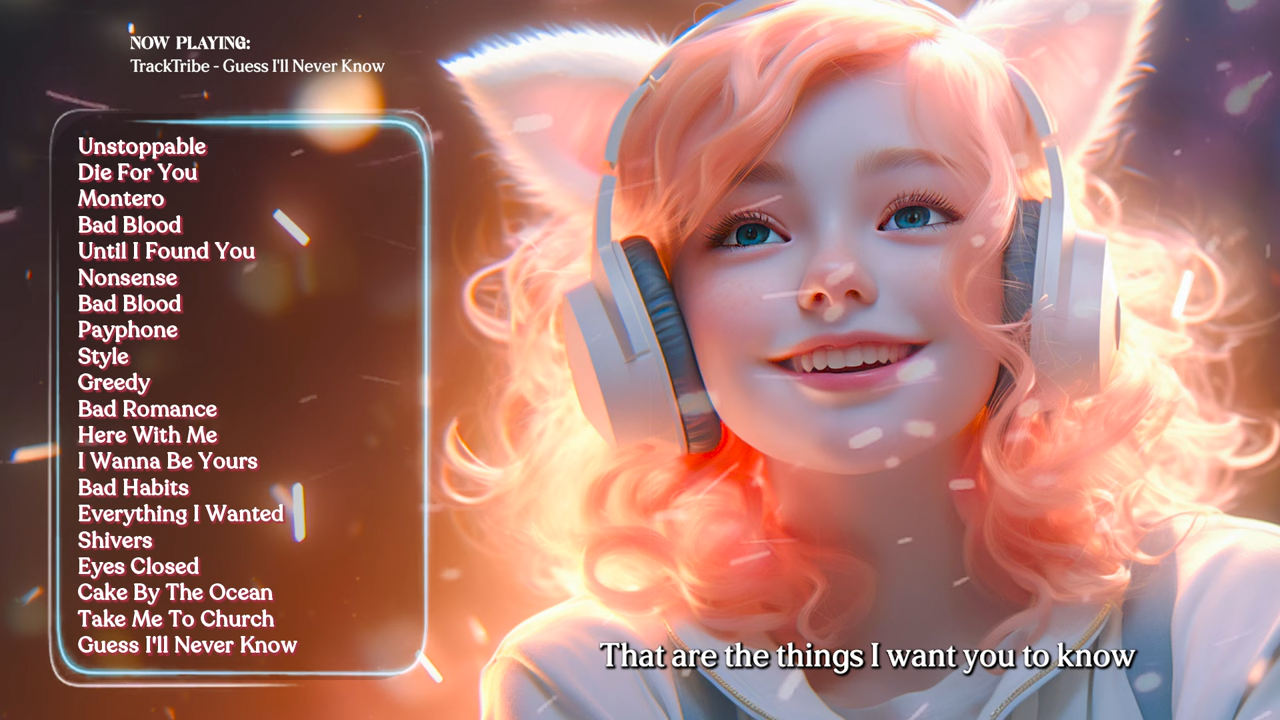 NOW PLAYING:
TrackTribe - Guess I'll Never Know
Unstoppable
Die For You
Montero
Bad Blood
Until I Found You
Nonsense
Bad Blood
Payphone
Style
Greedy
Bad Romance
Here With Me
I Wanna Be Yours
Bad Habits
Everything I Wanted
Shivers
Eyes Closed
Cake By The Ocean
Take Me To Church
Guess I'll Never Know
That are the things I want you to know